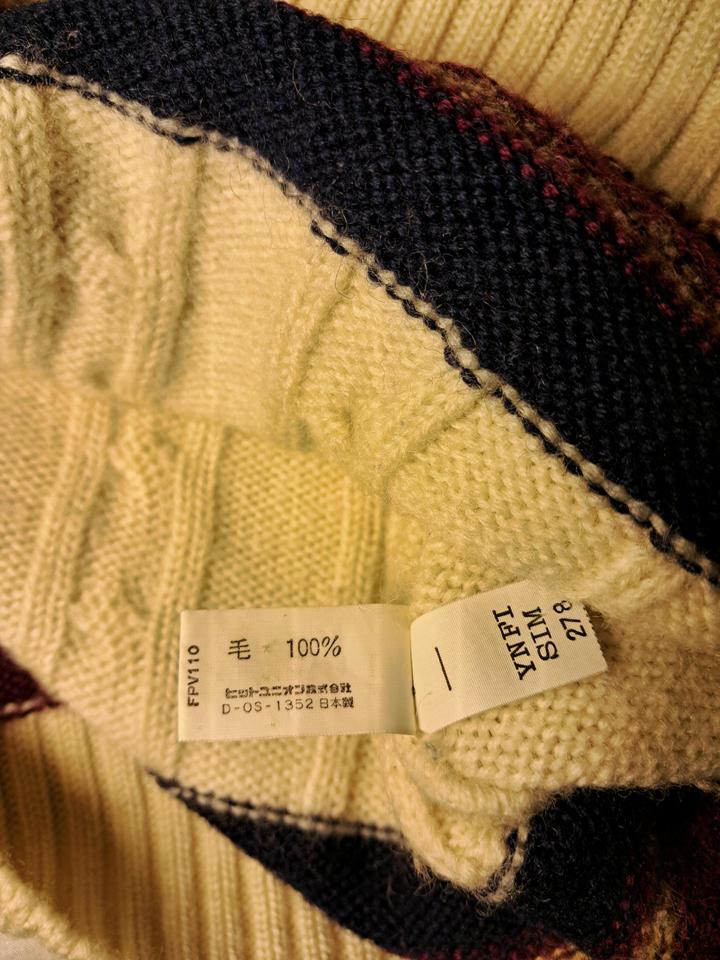 FPV110
毛 100%
ヒットユニオン株式会社
D-OS-1352 日本製
YNFI
SIM
278